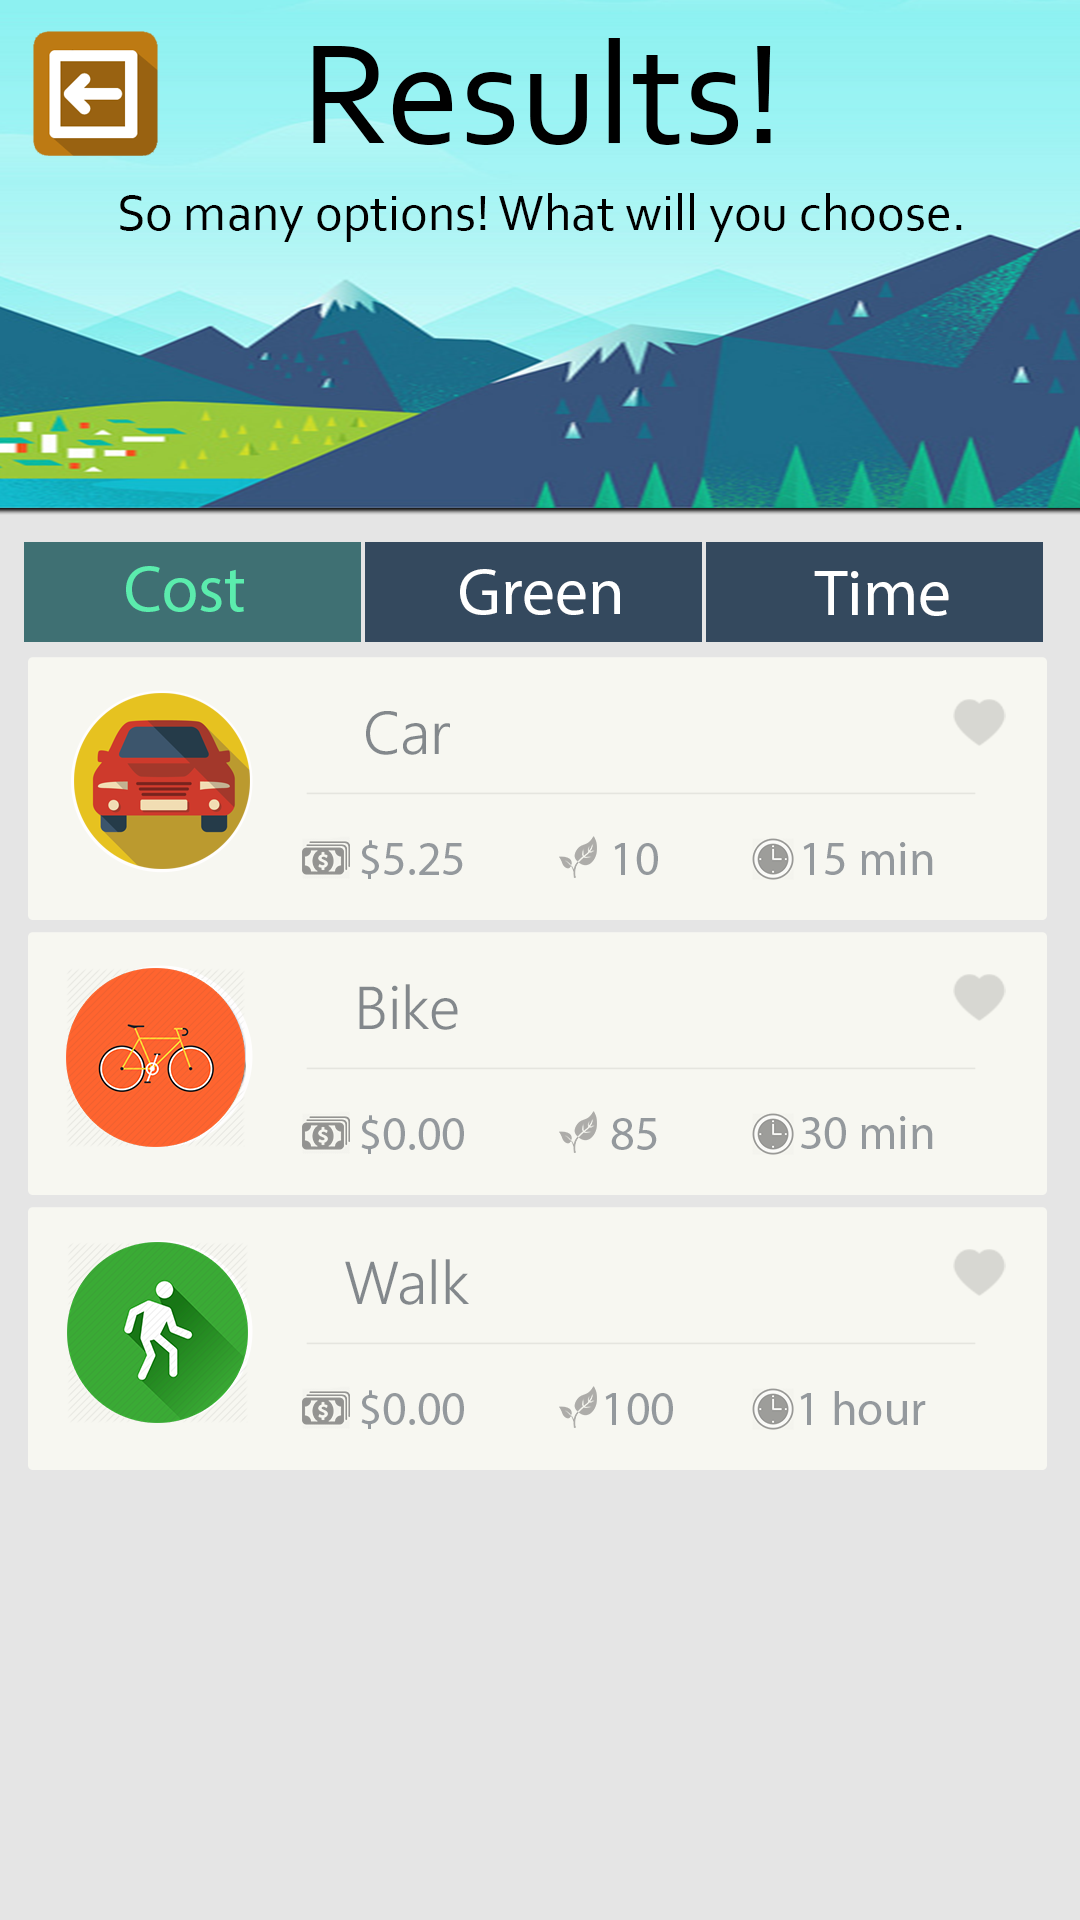 Results!
So many options! What will you choose.
Cost Green Time
Car
$5.25 10 15 min
Bike
$0.00 85 30 min
Walk
$0.00 100 1 hour